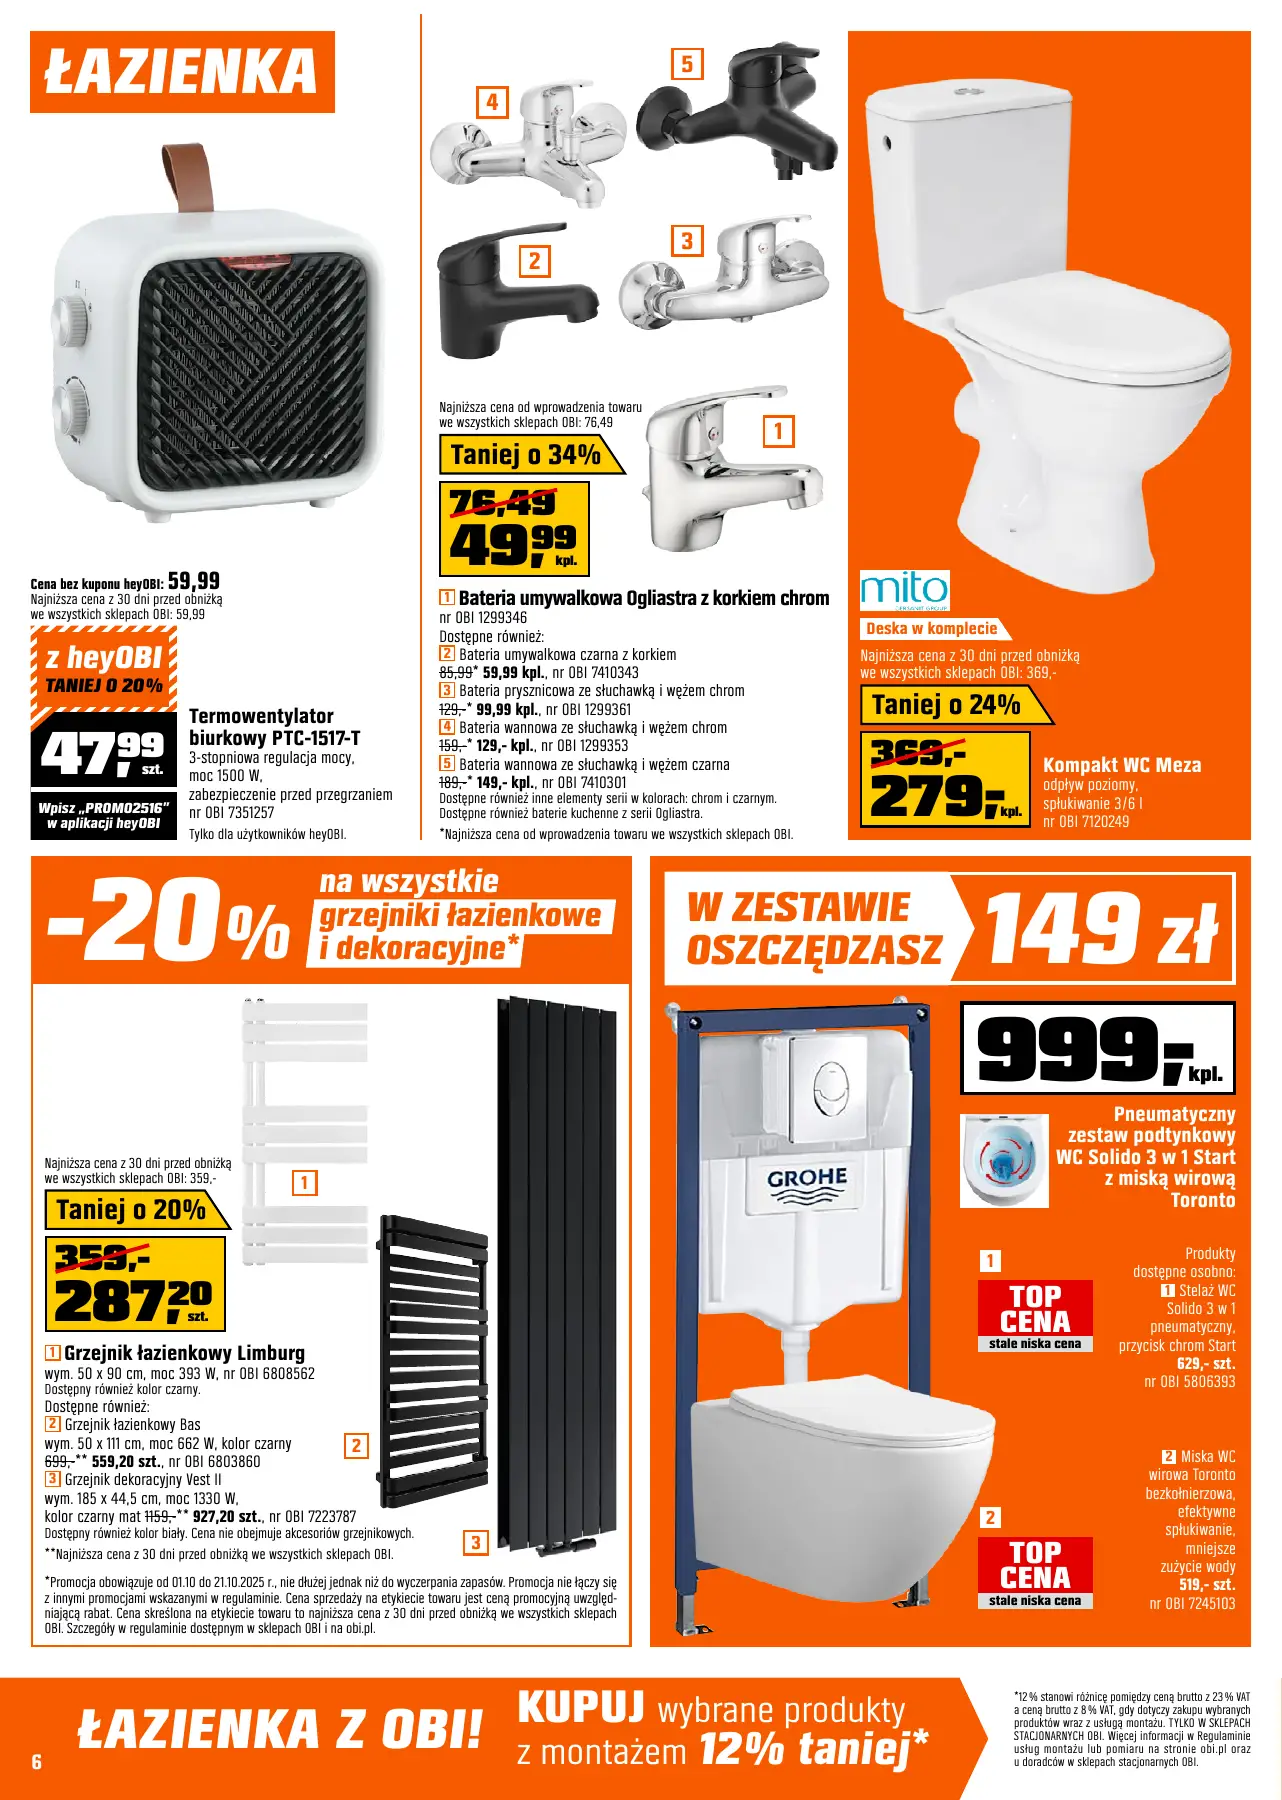 ŁAZIENKA
Cena bez kuponu heyOBI: 59,99
Najniższa cena z 30 dni przed obniżką
we wszystkich sklepach OBI: 59,99
z heyOBI
TANIEJ O 20%
47,99
szt.
Wpisz „PROMO2516"
w aplikacji heyOBI
Termowentylator
biurkowy PTC-1517-T
3-stopniowa regulacja mocy,
moc 1500 W,
zabezpieczenie przed przegrzaniem
nr OBI 7351257
Tylko dla użytkowników heyOBI.
4
5
2
3
1
Najniższa cena od wprowadzenia towaru
we wszystkich sklepach OBI: 76,49
Taniej o 34%
76,49
49,99
kpl.
1 Bateria umywalkowa Ogliastra z korkiem chrom
nr OBI 1299346
Dostępne również:
2 Bateria umywalkowa czarna z korkiem
85,99* 59,99 kpl., nr OBI 7410343
3 Bateria prysznicowa ze słuchawką i wężem chrom
129,-* 99,99 kpl., nr OBI 1299361
4 Bateria wannowa ze słuchawką i wężem chrom
159,-* 129,- kpl., nr OBI 1299353
5 Bateria wannowa ze słuchawką i wężem czarna
189,-* 149,- kpl., nr OBI 7410301
Dostępne również inne elementy serii w kolorach: chrom i czarnym.
Dostępne również baterie kuchenne z serii Ogliastra.
*Najniższa cena od wprowadzenia towaru we wszystkich sklepach OBI.
mito
CERSANIT GROUP
Deska w komplecie
Najniższa cena z 30 dni przed obniżką
we wszystkich sklepach OBI: 369,-
Taniej o 24%
369,-
279,-
kpl.
Kompakt WC Meza
odpływ poziomy,
spłukiwanie 3/6 l
nr OBI 7120249
-20%
na wszystkie
grzejniki łazienkowe
i dekoracyjne*
Najniższa cena z 30 dni przed obniżką
we wszystkich sklepach OBI: 359,-
Taniej o 20%
359,-
287,20
szt.
1
2
3
1 Grzejnik łazienkowy Limburg
wym. 50 x 90 cm, moc 393 W, nr OBI 6808562
Dostępny również kolor czarny.
Dostępne również:
2 Grzejnik łazienkowy Bas
wym. 50 x 111 cm, moc 662 W, kolor czarny
699,-** 559,20 szt., nr OBI 6803860
3 Grzejnik dekoracyjny Vest II
wym. 185 x 44,5 cm, moc 1330 W,
kolor czarny mat 1159,-** 927,20 szt., nr OBI 7223787
Dostępny również kolor biały. Cena nie obejmuje akcesoriów grzejnikowych.
**Najniższa cena z 30 dni przed obniżką we wszystkich sklepach OBI.
*Promocja obowiązuje od 01.10 do 21.10.2025 r., nie dłużej jednak niż do wyczerpania zapasów. Promocja nie łączy się
z innymi promocjami wskazanymi w regulaminie. Cena sprzedaży na etykiecie towaru jest ceną promocyjną uwzględ-
niającą rabat. Cena skreślona na etykiecie towaru to najniższa cena z 30 dni przed obniżką we wszystkich sklepach
OBI. Szczegóły w regulaminie dostępnym w sklepach OBI i na obi.pl.
W ZESTAWIE
OSZCZĘDZASZ
149 zł
999,-
kpl.
GROHE
Pneumatyczny
zestaw podtynkowy
WC Solido 3 w 1 Start
z miską wirową
Toronto
Produkty
dostępne osobno:
1 Stelaż WC
Solido 3 w 1
pneumatyczny,
przycisk chrom Start
629,- szt.
nr OBI 5806393
1
TOP
CENA
stale niska cena
2 Miska WC
wirowa Toronto
bezkołnierzowa,
efektywne
spłukiwanie,
mniejsze
zużycie wody
519,- szt.
nr OBI 7245103
2
TOP
CENA
stale niska cena
6
ŁAZIENKA Z OBI!
KUPUJ wybrane produkty
z montażem 12% taniej*
*12 % stanowi różnicę pomiędzy ceną brutto z 23 % VAT
a ceną brutto z 8 % VAT, gdy dotyczy zakupu wybranych
produktów wraz z usługą montażu. TYLKO W SKLEPACH
STACJONARNYCH OBI. Więcej informacji w Regulaminie
usług montażu lub pomiaru na stronie obi.pl oraz
u doradców w sklepach stacjonarnych OBI.